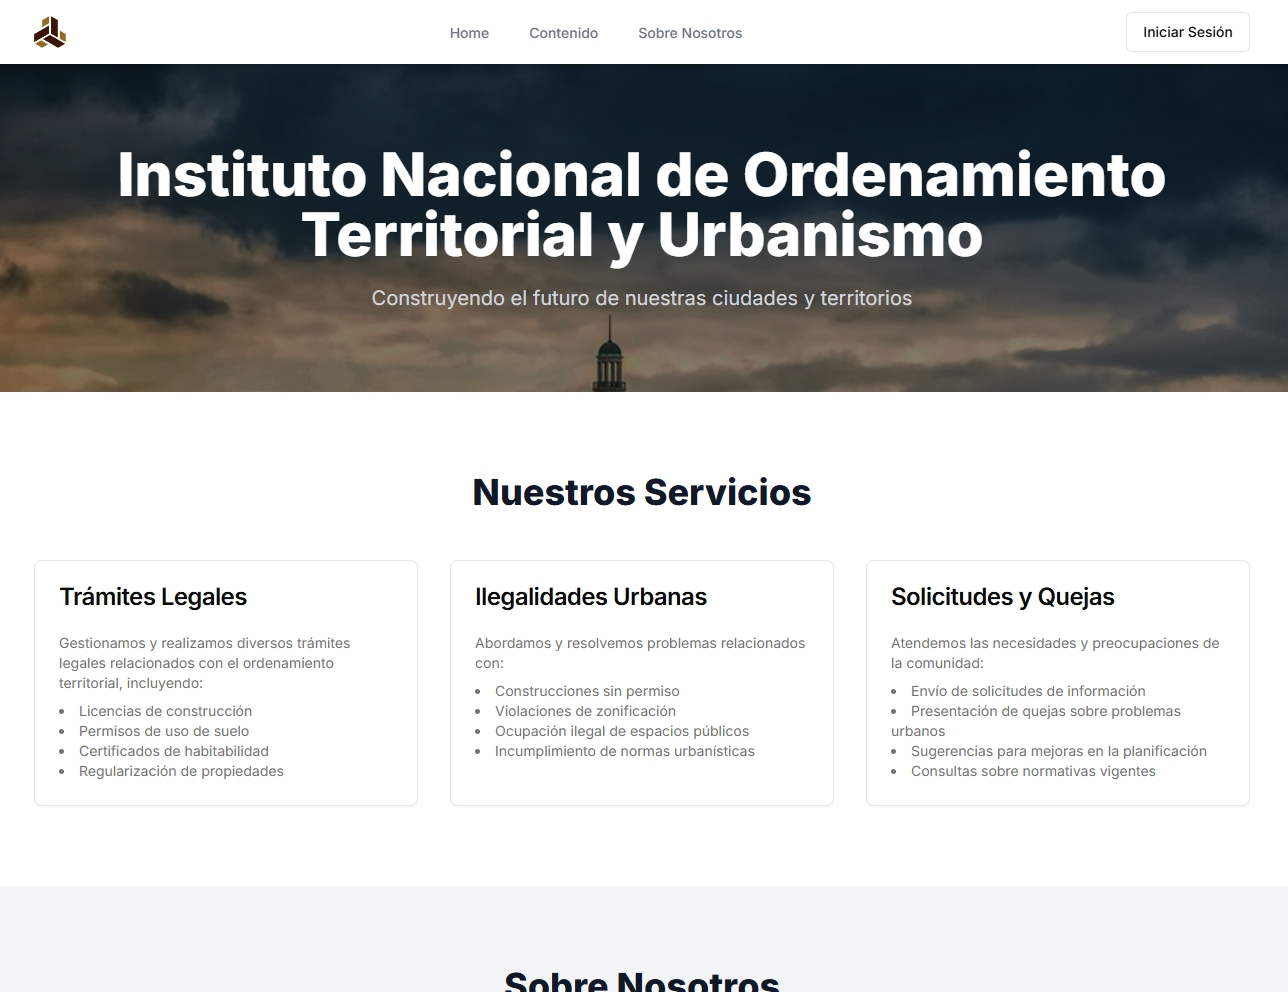 Home
Contenido
Sobre Nosotros
Iniciar Sesión
Instituto Nacional de Ordenamiento
Territorial y Urbanismo
Construyendo el futuro de nuestras ciudades y territorios
Nuestros Servicios
Trámites Legales
Gestionamos y realizamos diversos trámites
legales relacionados con el ordenamiento
territorial, incluyendo:
• Licencias de construcción
• Permisos de uso de suelo
• Certificados de habitabilidad
• Regularización de propiedades
Ilegalidades Urbanas
Abordamos y resolvemos problemas relacionados
con:
• Construcciones sin permiso
• Violaciones de zonificación
• Ocupación ilegal de espacios públicos
• Incumplimiento de normas urbanísticas
Solicitudes y Quejas
Atendemos las necesidades y preocupaciones de
la comunidad:
• Envío de solicitudes de información
• Presentación de quejas sobre problemas
urbanos
• Sugerencias para mejoras en la planificación
• Consultas sobre normativas vigentes
Sobre Nosotros